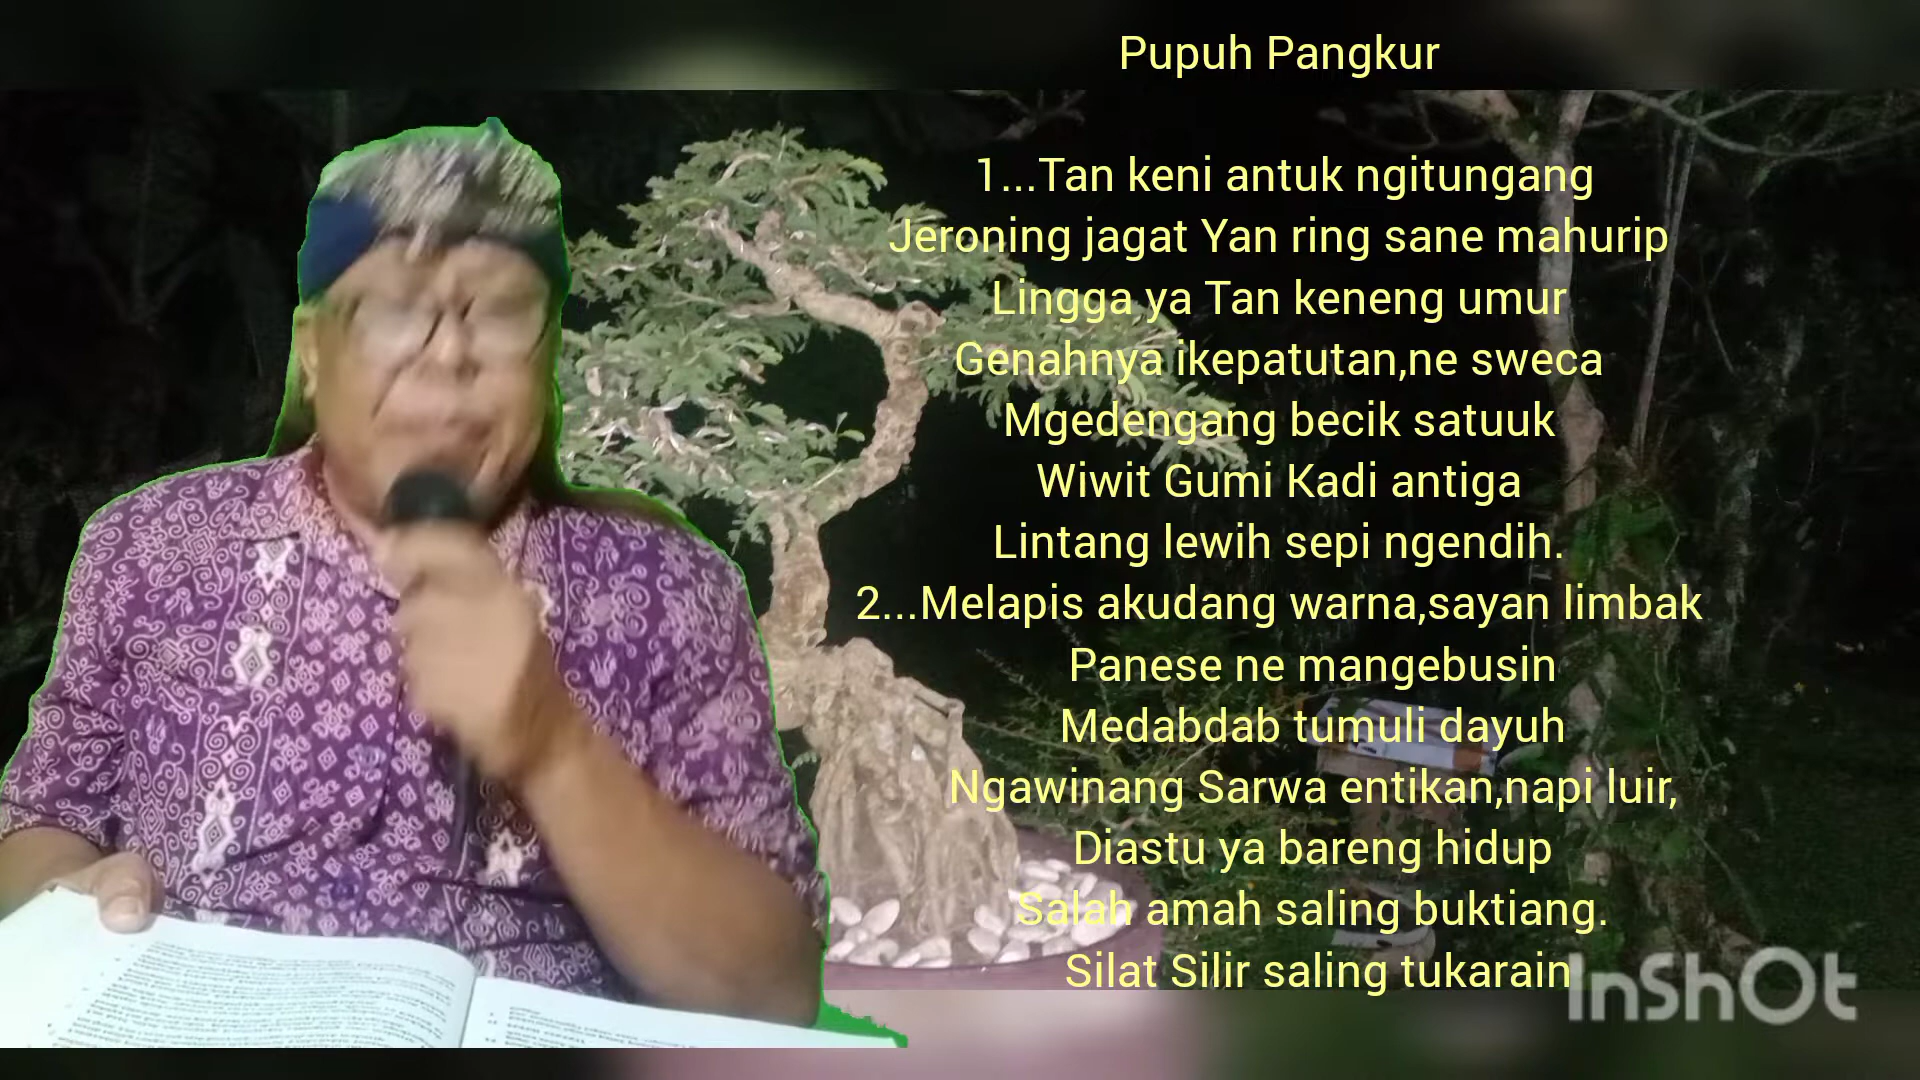 Pupuh Pangkur
1...Tan keni antuk ngitungang
Jeroning jagat Yan ring sane mahurip
Lingga ya Tan keneng umur
Genahnya ikepatutan,ne sweca
Mgedengang becik satuuk
Wiwit Gumi Kadi antiga
Lintang lewih sepi ngendih.
2...Melapis akudang warna,sayan limbak
Panese ne mangebusin
Medabdab tumuli dayuh
Ngawinang Sarwa entikan,napi luir,
Diastu ya bareng hidup
Salah amah saling buktiang.
Silat Silir saling tukarain
InShOt